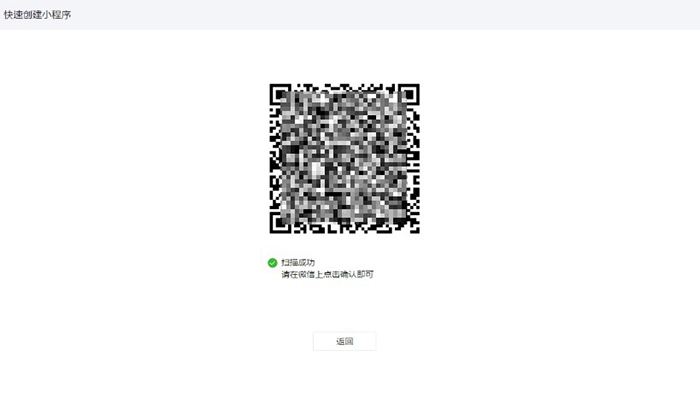 快速创建小程序
扫描成功
请在微信上点击确认即可
返回